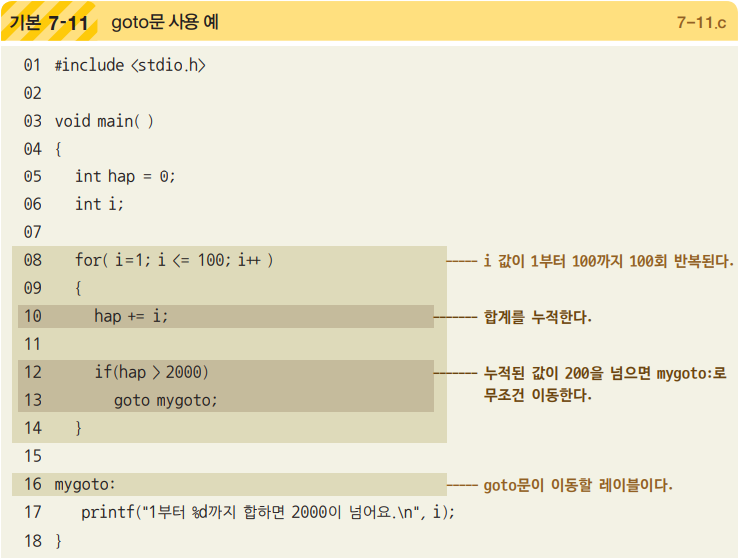 기본 7-11 goto문 사용 예 7-11.c
01 #include <stdio.h>
02
03 void main( )
04 {
05 int hap = 0;
06 int i;
07
08 for( i=1; i <= 100; i++ ) i 값이 1부터 100까지 100회 반복된다.
09 {
10 hap += i; 합계를 누적한다.
11
12 if(hap > 2000) 누적된 값이 200을 넘으면 mygoto:로
13 goto mygoto; 무조건 이동한다.
14 }
15
16 mygoto: goto문이 이동할 레이블이다.
17 printf("1부터 %d까지 합하면 2000이 넘어요.\n", i);
18 }